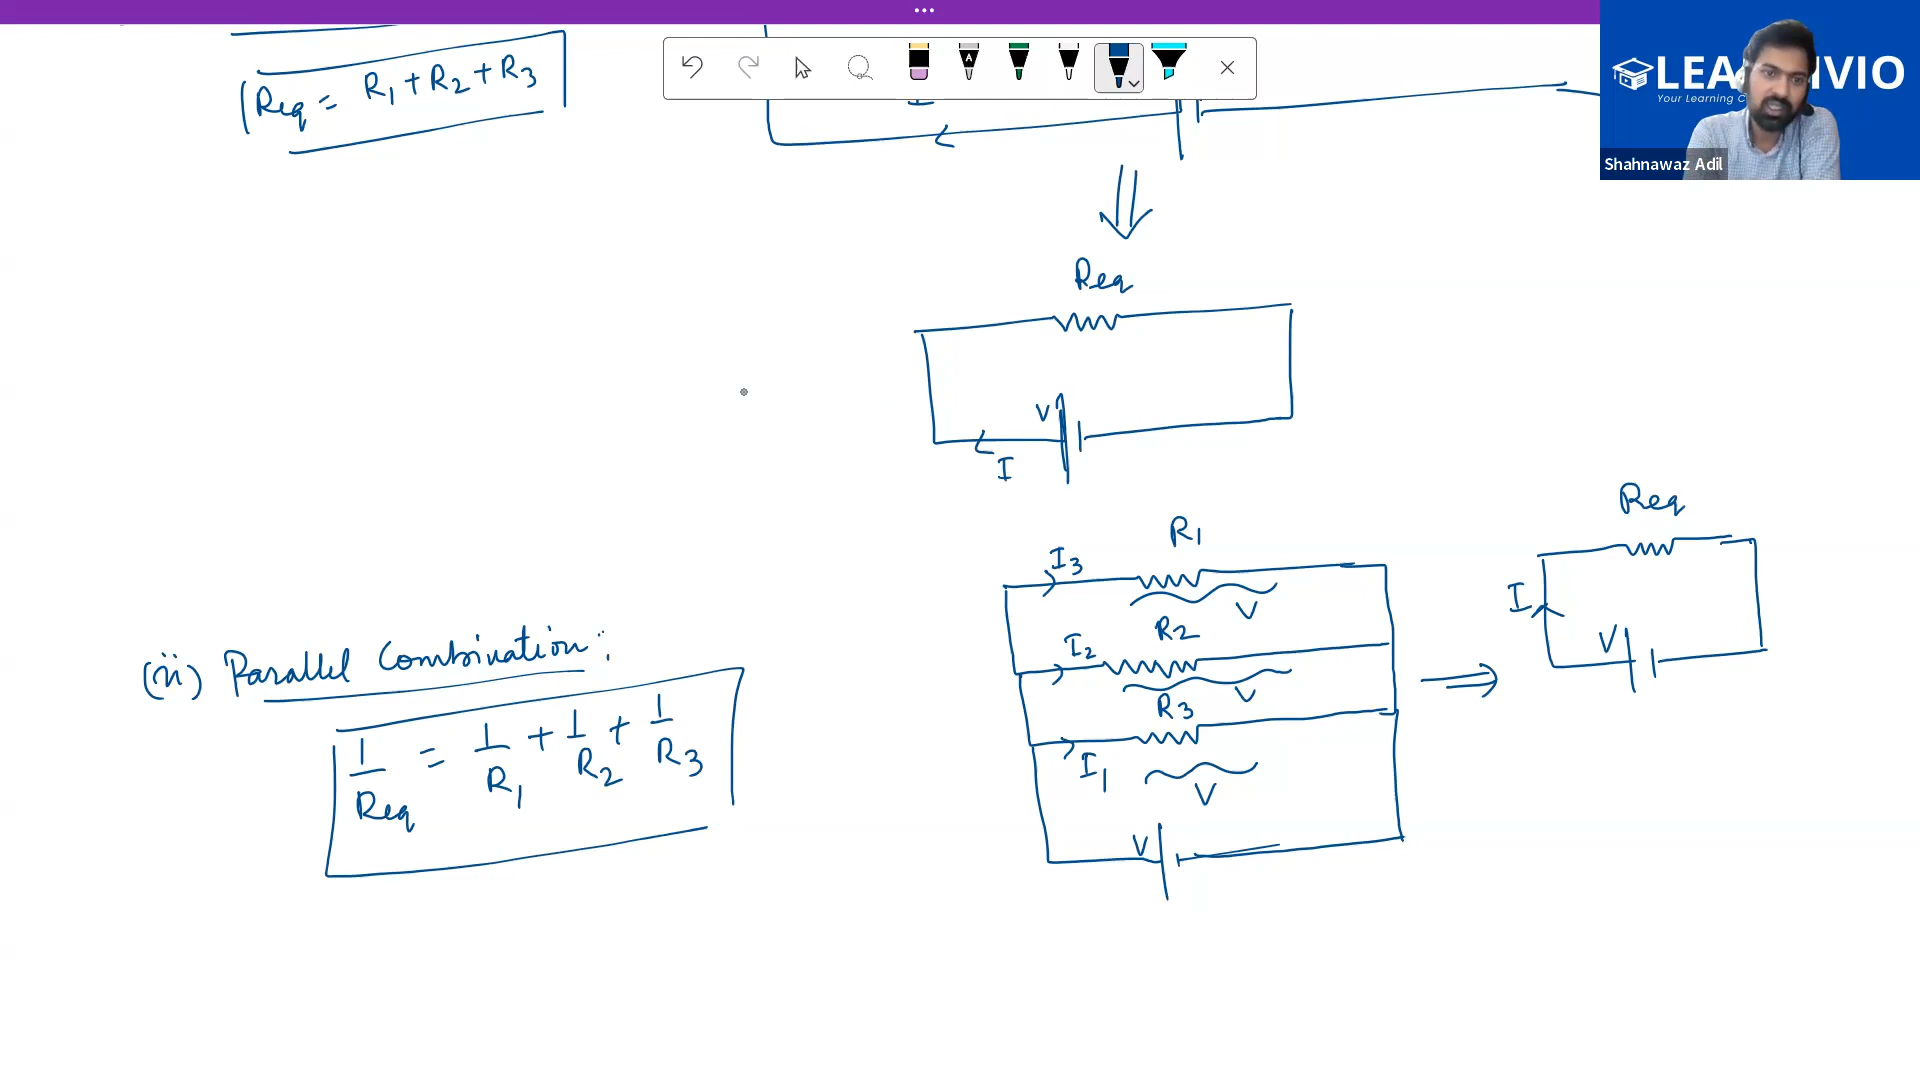 Req = R1 + R2 + R3
LEA
VIO
Your Learning C
Shahnawaz Adil
Req
V
I
(ii) Parallel Combination:
1/Req = 1/R1 + 1/R2 + 1/R3
R1
I3
V
R2
I2
V
R3
I1
V
V
Req
I
V